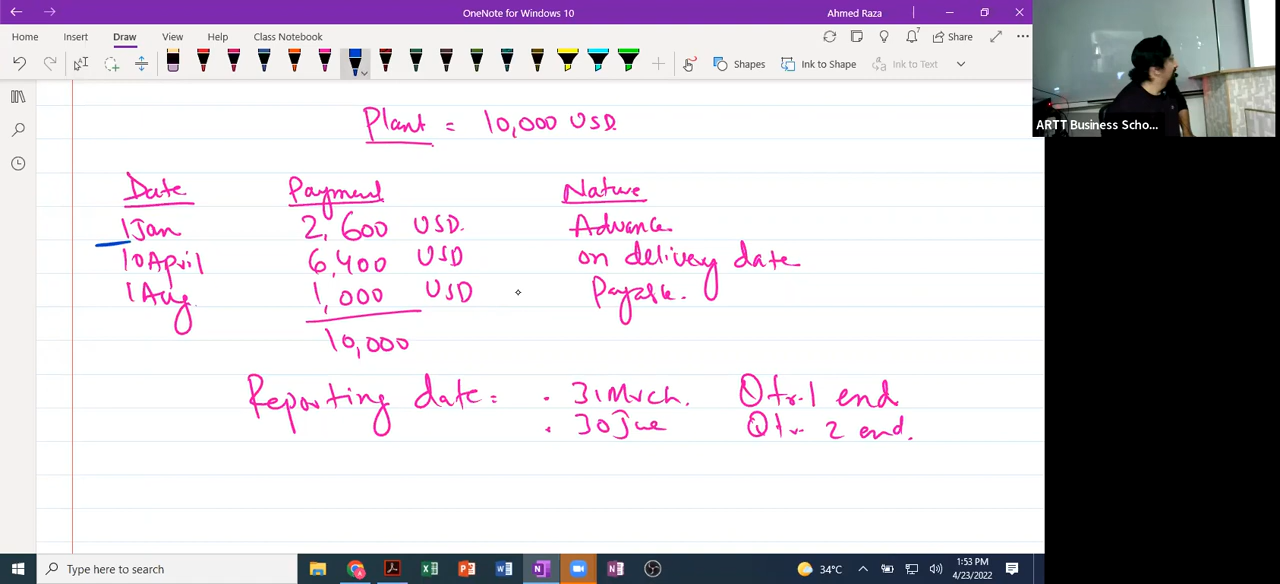 OneNote for Windows 10
Ahmed Raza
Home Insert Draw View Help Class Notebook
Share
Shapes Ink to Shape Ink to Text
ARTT Business Scho...
Plant = 10,000 USD.
Date Payment Nature
1 Jan 2,600 USD. Advance.
10 April 6,400 USD on delivery date
1 Aug. 1,000 USD
10,000
Reporting date = . 31 March. Qtr. 1 end
. 30 June Qtr. 2 end.
Type here to search
34°C
1:53 PM
4/23/2022